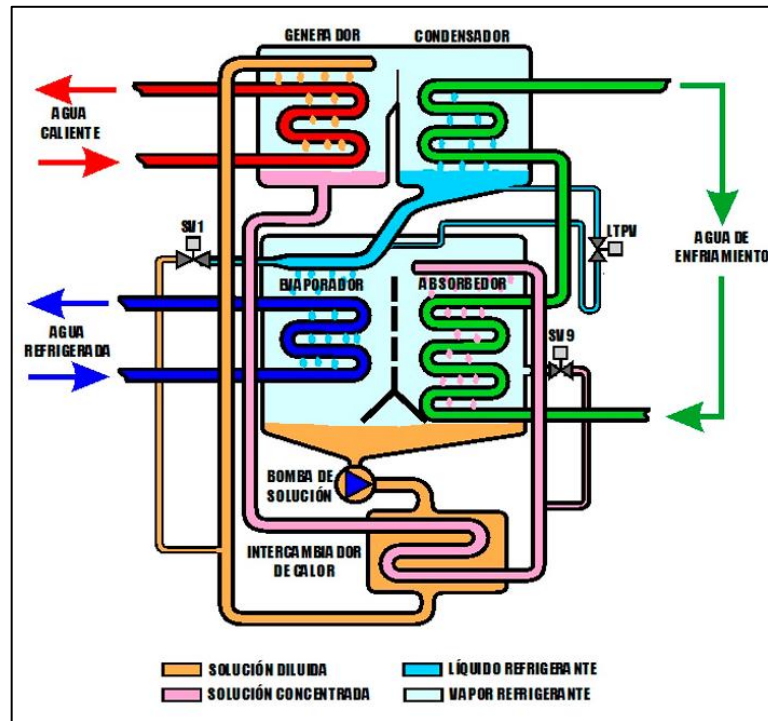 GENERADOR
CONDENSADOR
AGUA
CALIENTE
SV1
LTPV
AGUA DE
ENFRIAMIENTO
EVAPORADOR
ABSORBEDOR
AGUA
REFRIGERADA
SV9
BOMBA DE
SOLUCIÓN
INTERCAMBIADOR
DE CALOR
SOLUCIÓN DILUIDA
LÍQUIDO REFRIGERANTE
SOLUCIÓN CONCENTRADA
VAPOR REFRIGERANTE